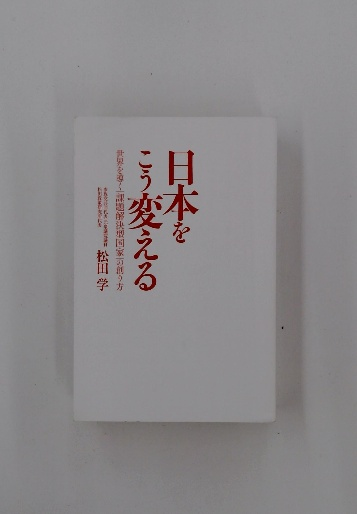 日本を
こう変える
世界を導く「課題解決型国家」の創り方
松田 学